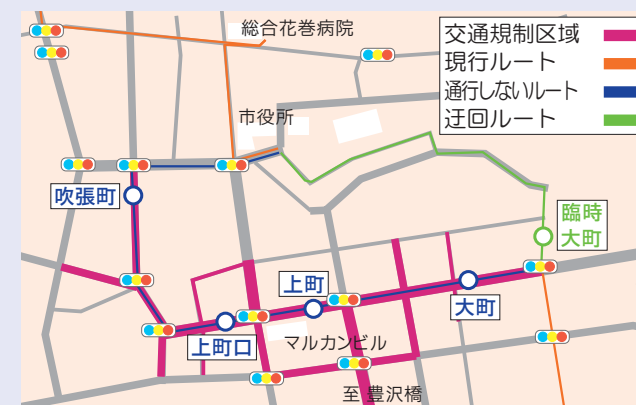 総合花巻病院
交通規制区域
現行ルート
通行しないルート
迂回ルート
市役所
吹張町
臨時
大町
上町
大町
上町口
マルカンビル
至 豊沢橋